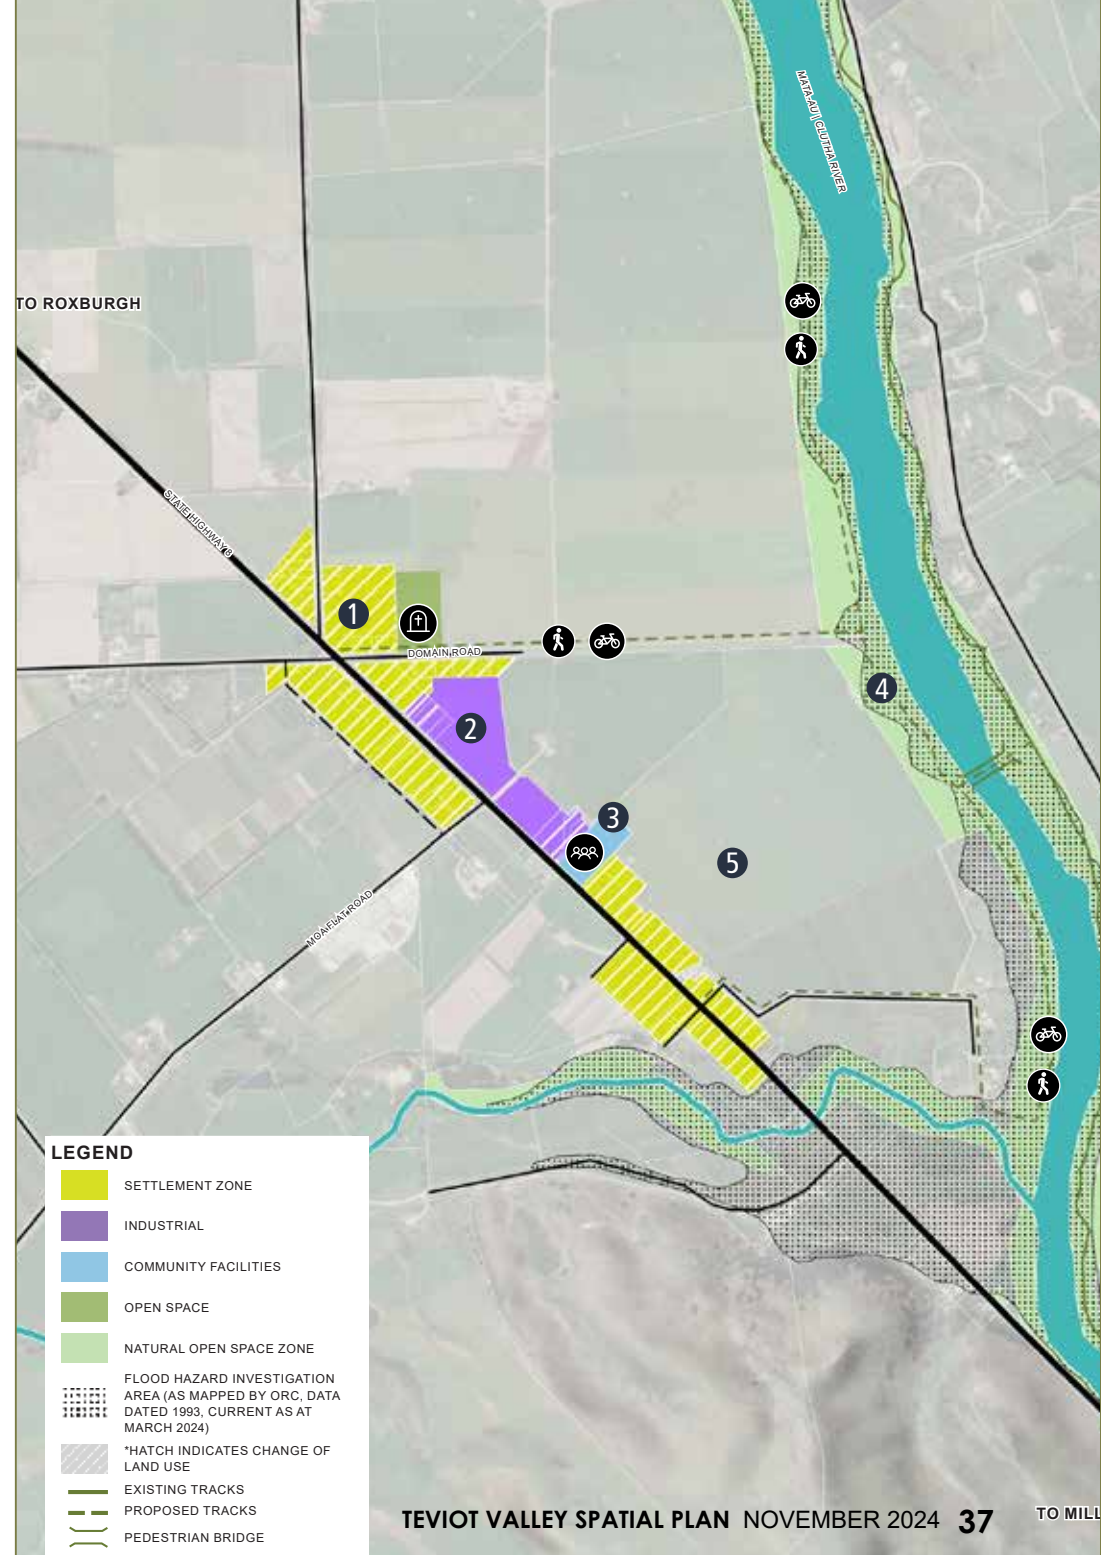 MATA-AU | CLUTHA RIVER
TO ROXBURGH
STATE HIGHWAY 8
1
DOMAIN ROAD
4
2
3
5
MOA FLAT ROAD
LEGEND
SETTLEMENT ZONE
INDUSTRIAL
COMMUNITY FACILITIES
OPEN SPACE
NATURAL OPEN SPACE ZONE
FLOOD HAZARD INVESTIGATION
AREA (AS MAPPED BY ORC, DATA
DATED 1993, CURRENT AS AT
MARCH 2024)
*HATCH INDICATES CHANGE OF
LAND USE
EXISTING TRACKS
PROPOSED TRACKS
PEDESTRIAN BRIDGE
TEVIOT VALLEY SPATIAL PLAN NOVEMBER 2024 37
TO MILL